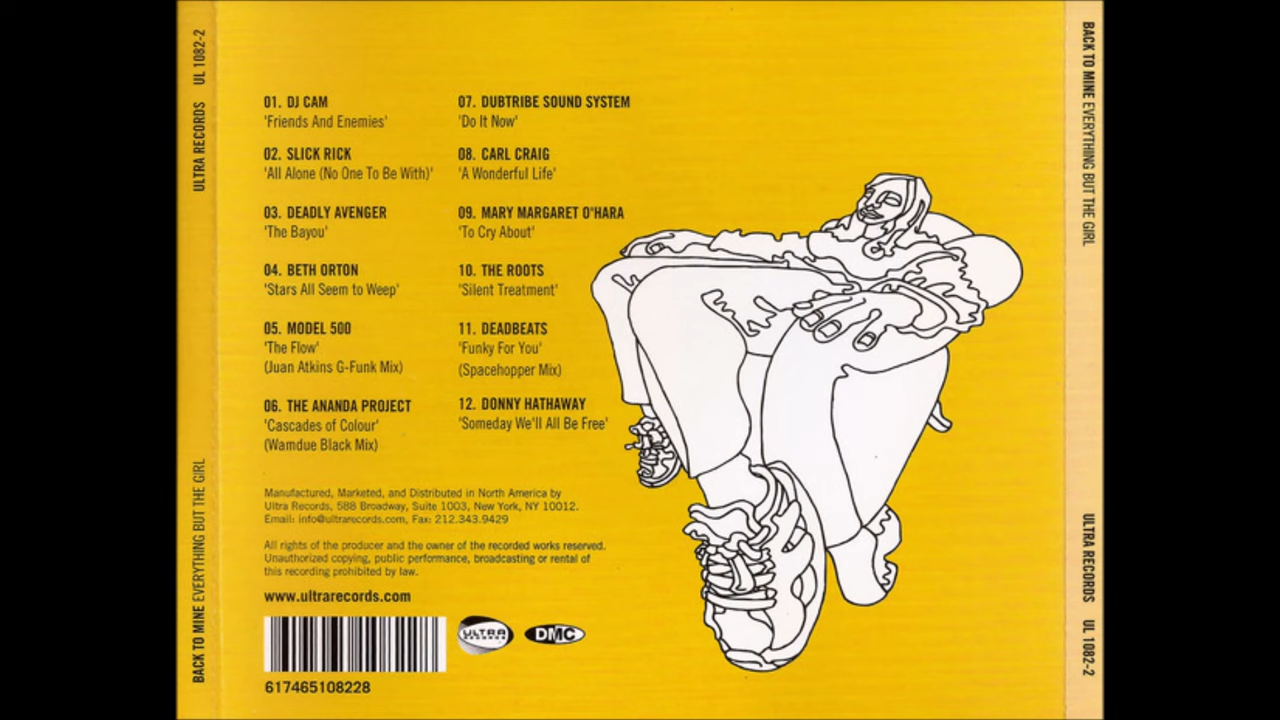 ULTRA RECORDS UL 1082-2
BACK TO MINE EVERYTHING BUT THE GIRL
01. DJ CAM
'Friends And Enemies'
02. SLICK RICK
'All Alone (No One To Be With)'
03. DEADLY AVENGER
'The Bayou'
04. BETH ORTON
'Stars All Seem to Weep'
05. MODEL 500
'The Flow'
(Juan Atkins G-Funk Mix)
06. THE ANANDA PROJECT
'Cascades of Colour'
(Wamdue Black Mix)
07. DUBTRIBE SOUND SYSTEM
'Do It Now'
08. CARL CRAIG
'A Wonderful Life'
09. MARY MARGARET O'HARA
'To Cry About'
10. THE ROOTS
'Silent Treatment'
11. DEADBEATS
'Funky For You'
(Spacehopper Mix)
12. DONNY HATHAWAY
'Someday We'll All Be Free'
Manufactured, Marketed, and Distributed in North America by
Ultra Records, 588 Broadway, Suite 1003, New York, NY 10012.
Email: info@ultrarecords.com, Fax: 212.343.9429
All rights of the producer and the owner of the recorded works reserved.
Unauthorized copying, public performance, broadcasting or rental of
this recording prohibited by law.
www.ultrarecords.com
ULTRA
RECORDS
DMC
617465108228
BACK TO MINE EVERYTHING BUT THE GIRL
ULTRA RECORDS UL 1082-2